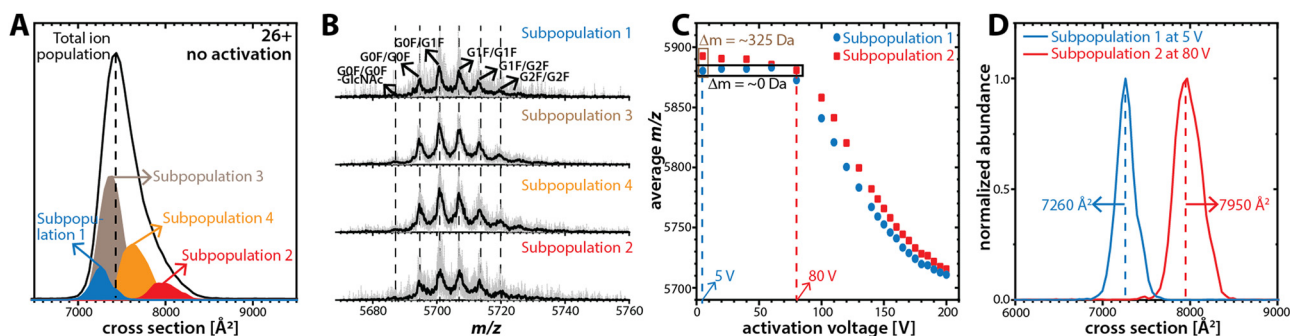 A
Total ion
population
26+
no activation
Subpopulation 3
Subpopu-
lation 1
Subpopulation 4
Subpopulation 2
7000 8000 9000
cross section [Å²]
B
Subpopulation 1
G0F/G0F
-GlcNAc
G0F/G0F
G0F/G1F
G1F/G1F
G1F/G2F
G2F/G2F
Subpopulation 3
Subpopulation 4
Subpopulation 2
5680 5700 5720 5740 5760
m/z
C
Subpopulation 1
Subpopulation 2
Δm = ~325 Da
Δm = ~0 Da
5 V
80 V
5900
5850
5800
5750
5700
average m/z
0 50 100 150 200
activation voltage [V]
D
Subpopulation 1 at 5 V
Subpopulation 2 at 80 V
7260 Å²
7950 Å²
1.0
0.5
0.0
normalized abundance
6000 7000 8000 9000
cross section [Å²]